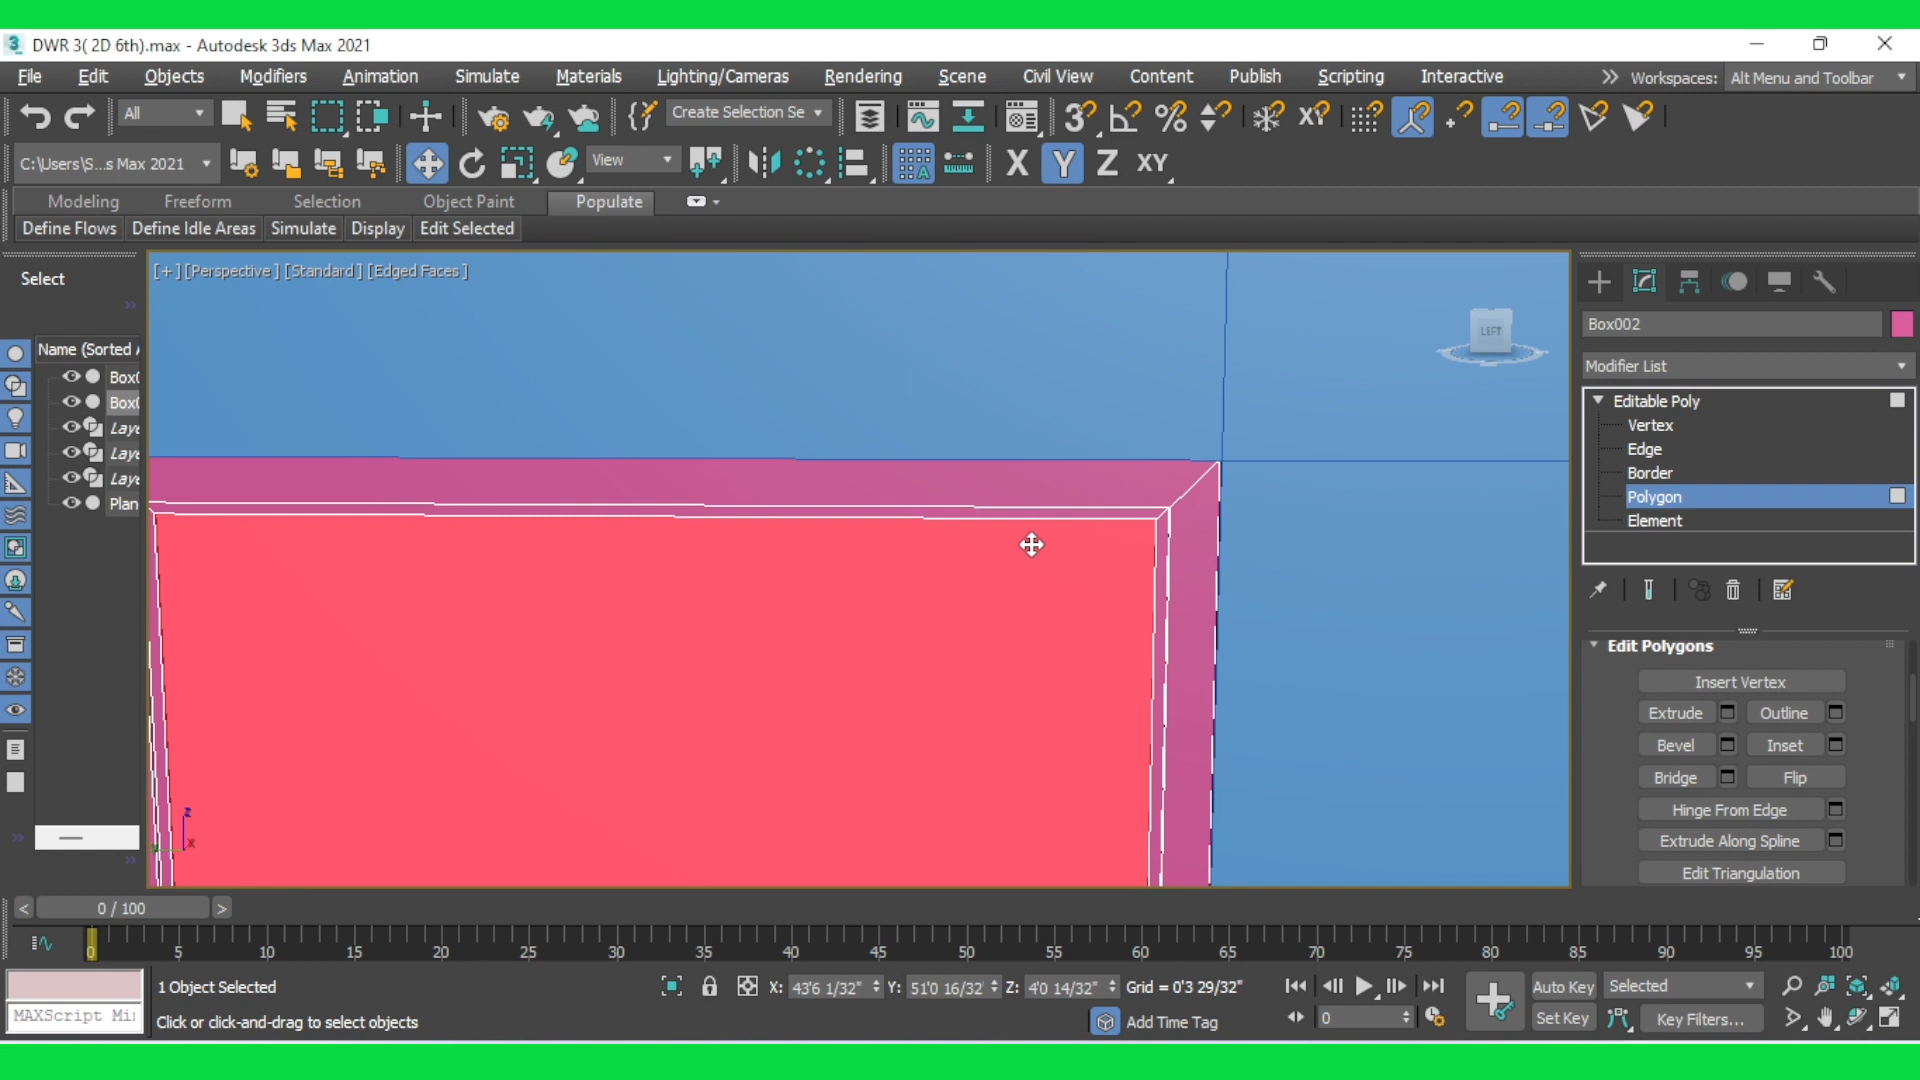 3 DWR 3( 2D 6th).max - Autodesk 3ds Max 2021
File Edit Objects Modifiers Animation Simulate Materials Lighting/Cameras Rendering Scene Civil View Content Publish Scripting Interactive Workspaces: Alt Menu and Toolbar
All Create Selection Se 3 XY
C:\Users\S...s Max 2021 View A X Y Z XY
Modeling Freeform Selection Object Paint Populate
Define Flows Define Idle Areas Simulate Display Edit Selected
Select
[+] [Perspective] [Standard] [Edged Faces]
LEFT
Box002
Name (Sorted
Modifier List
Box
Box
Laye
Laye
Laye
Plan
Editable Poly
Vertex
Edge
Border
Polygon
Element
Edit Polygons
Insert Vertex
Extrude Outline
Bevel Inset
Bridge Flip
Hinge From Edge
Extrude Along Spline
Edit Triangulation
z
x
< 0 / 100 >
0 5 10 15 20 25 30 35 40 45 50 55 60 65 70 75 80 85 90 95 100
1 Object Selected X: 43'6 1/32" Y: 51'0 16/32' Z: 4'0 14/32" Grid = 0'3 29/32" Auto Key Selected
MAXScript Mi Click or click-and-drag to select objects Add Time Tag 0 Set Key Key Filters...